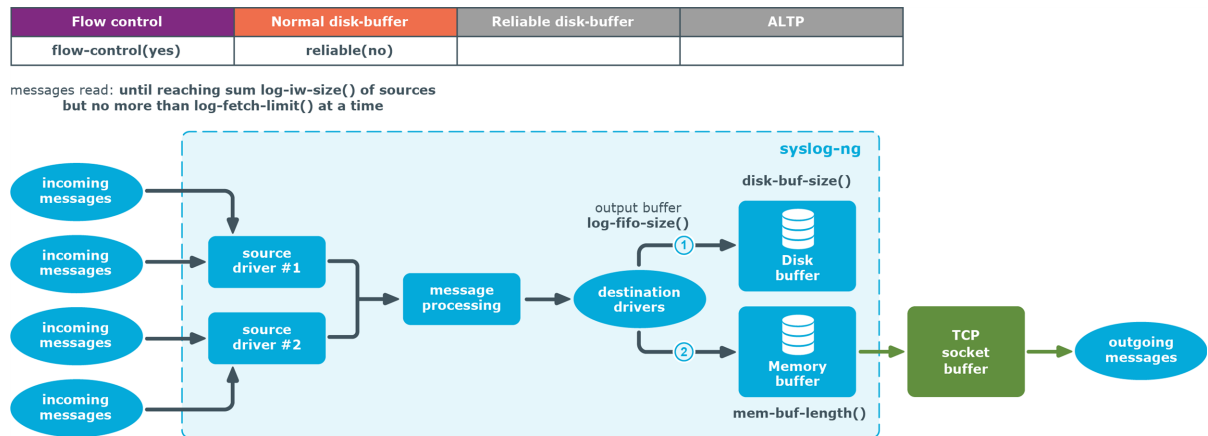 Flow control
Normal disk-buffer
Reliable disk-buffer
ALTP
flow-control(yes)
reliable(no)
messages read: until reaching sum log-iw-size() of sources
but no more than log-fetch-limit() at a time
syslog-ng
incoming
messages
incoming
messages
incoming
messages
incoming
messages
source
driver #1
source
driver #2
message
processing
output buffer
log-fifo-size()
destination
drivers
1
2
disk-buf-size()
Disk
buffer
Memory
buffer
mem-buf-length()
TCP
socket
buffer
outgoing
messages